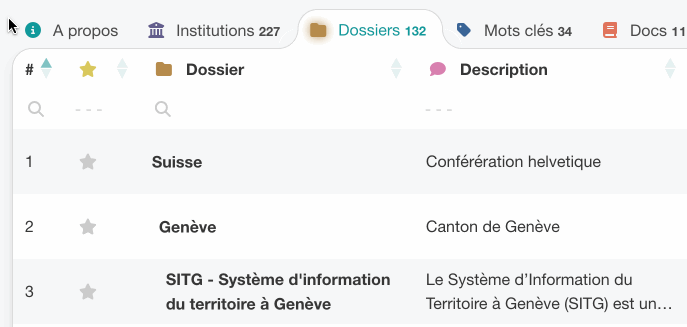 A propos Institutions 227 Dossiers 132 Mots clés 34 Docs 11
# Dossier Description
--- ---
1 Suisse Conférération helvetique
2 Genève Canton de Genève
3 SITG - Système d'information du territoire à Genève Le Système d’Information du Territoire à Genève (SITG) est un…